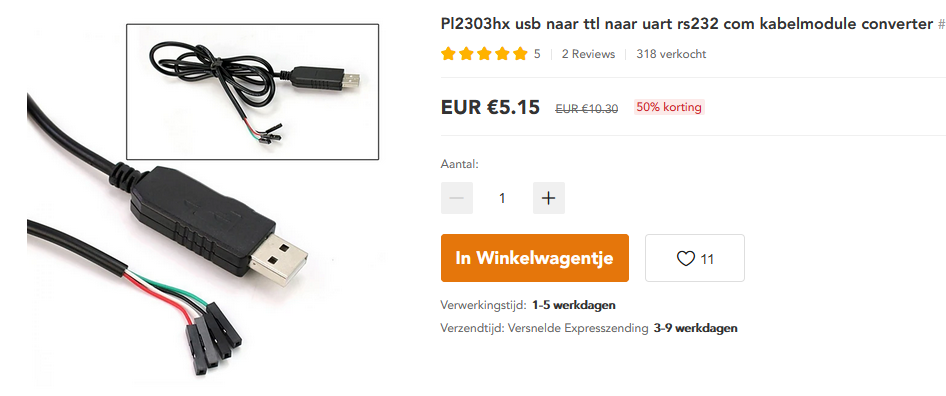 Pl2303hx usb naar ttl naar uart rs232 com kabelmodule converter #
5 2 Reviews 318 verkocht
EUR €5.15 EUR €10.30 50% korting
Aantal:
1
In Winkelwagentje 11
Verwerkingstijd: 1-5 werkdagen
Verzendtijd: Versnelde Expresszending 3-9 werkdagen